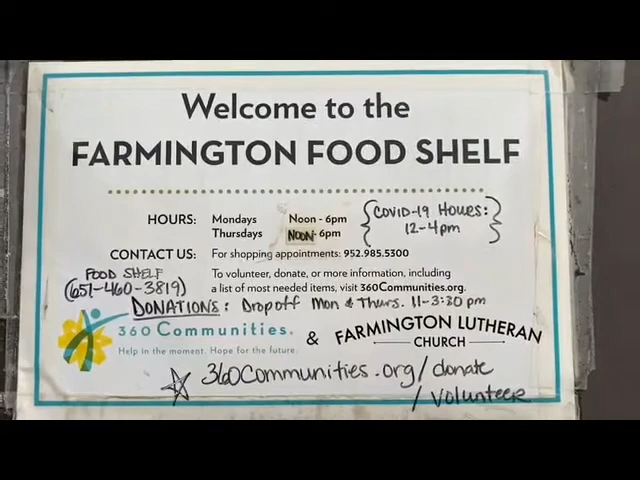 Welcome to the
FARMINGTON FOOD SHELF
HOURS: Mondays Noon - 6pm
Thursdays NOON - 6pm
COVID-19 HOURS:
12-4pm
CONTACT US: For shopping appointments: 952.985.5300
FOOD SHELF
(651-460-3819)
To volunteer, donate, or more information, including
a list of most needed items, visit 360Communities.org.
DONATIONS: Drop off Mon & Thurs. 11-3:30 pm
360 Communities.
Help in the moment. Hope for the future.
& FARMINGTON LUTHERAN
CHURCH
360Communities.org/donate
/volunteer